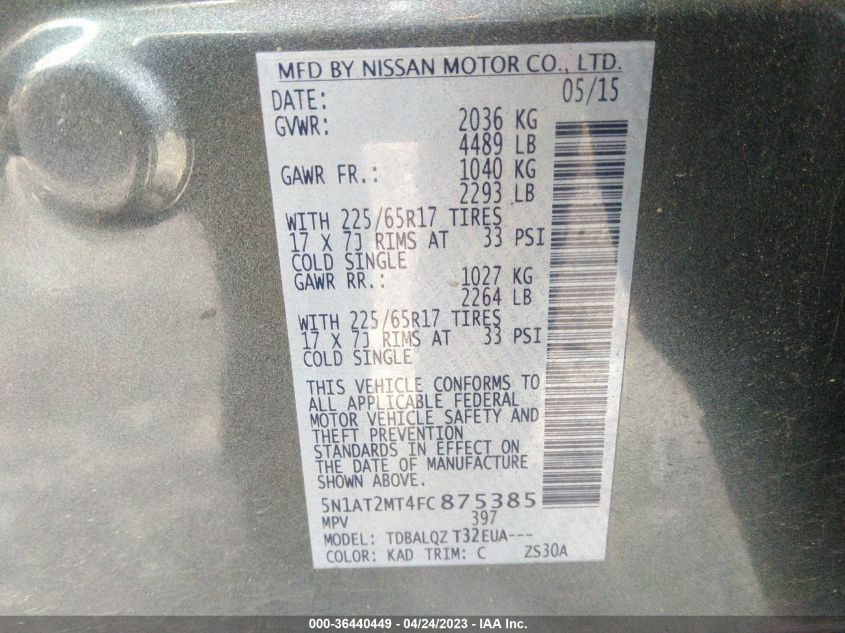 MFD BY NISSAN MOTOR CO., LTD.
DATE: 05/15
GVWR: 2036 KG
4489 LB
GAWR FR.: 1040 KG
2293 LB
WITH 225/65R17 TIRES
17 X 7J RIMS AT 33 PSI
COLD SINGLE
GAWR RR.: 1027 KG
2264 LB
WITH 225/65R17 TIRES
17 X 7J RIMS AT 33 PSI
COLD SINGLE
THIS VEHICLE CONFORMS TO
ALL APPLICABLE FEDERAL
MOTOR VEHICLE SAFETY AND
THEFT PREVENTION
STANDARDS IN EFFECT ON
THE DATE OF MANUFACTURE
SHOWN ABOVE.
5N1AT2MT4FC875385
MPV 397
MODEL: TDBALQZ T32EUA---
COLOR: KAD TRIM: C ZS30A
000-36440449 - 04/24/2023 - IAA Inc.